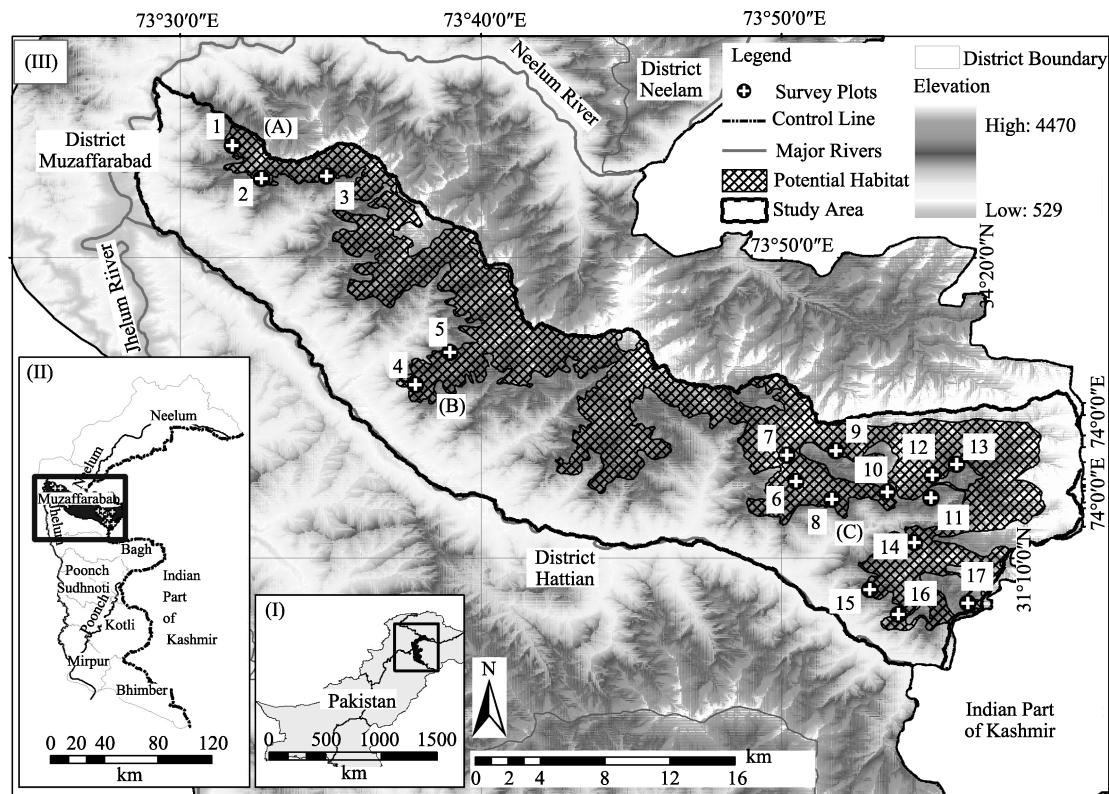 73°30′0″E
73°40′0″E
73°50′0″E
(III)
Neelum River
District
Neelam
Legend
Survey Plots
Control Line
Major Rivers
Potential Habitat
Study Area
District Boundary
Elevation
High: 4470
Low: 529
District
Muzaffarabad
1
(A)
2
3
73°50′0″E
34°20′0″N
Jhelum Riiver
5
4
(B)
74°0′0″E
7
9
12
13
10
6
8
(C)
11
74°0′0″E
14
31°10′0″N
15
16
17
District
Hattian
(II)
Neelum
Neelum
Muzaffarabad
Jhelum
Bagh
Poonch
Sudhnoti
Poonch
Kotli
Mirpur
Bhimber
Indian
Part
of
Kashmir
0 20 40 80 120
km
(I)
Pakistan
0 500 1000 1500
km
N
0 2 4 8 12 16
km
Indian Part
of Kashmir